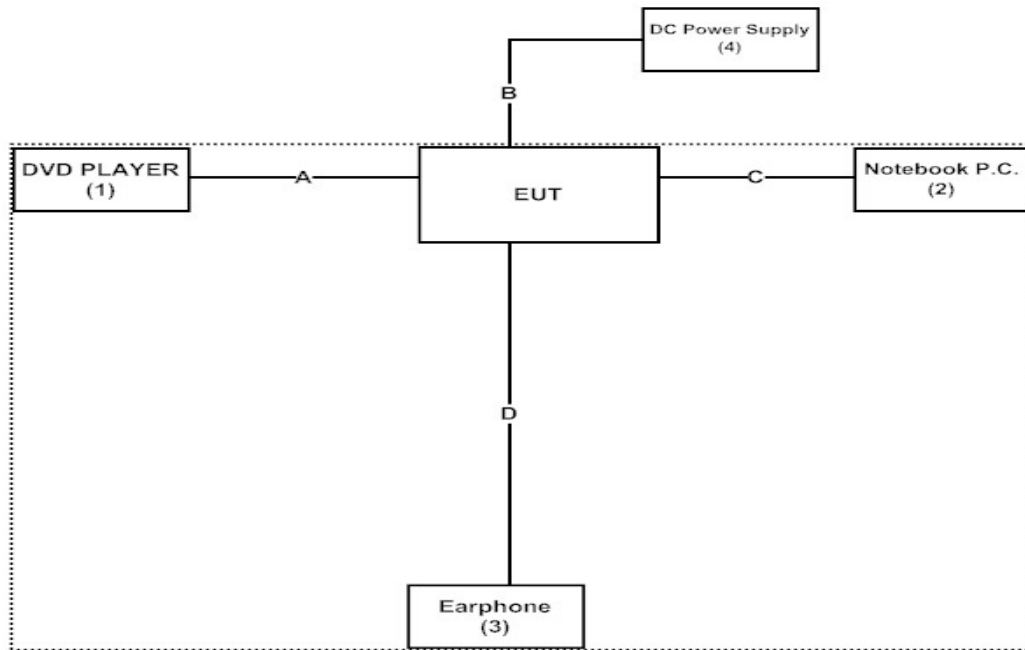 DC Power Supply
(4)
B
DVD PLAYER
(1)
A
EUT
C
Notebook P.C.
(2)
D
Earphone
(3)